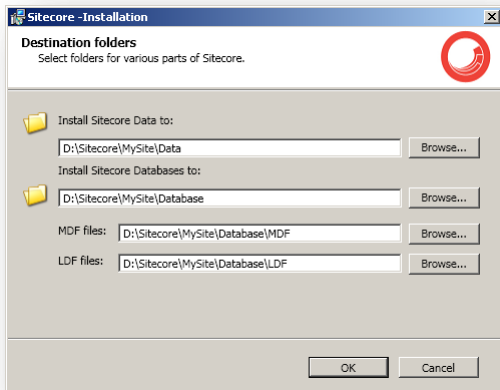 Sitecore -Installation
Destination folders
Select folders for various parts of Sitecore.
Install Sitecore Data to:
D:\Sitecore\MySite\Data Browse...
Install Sitecore Databases to:
D:\Sitecore\MySite\Database Browse...
MDF files: D:\Sitecore\MySite\Database\MDF Browse...
LDF files: D:\Sitecore\MySite\Database\LDF Browse...
OK Cancel